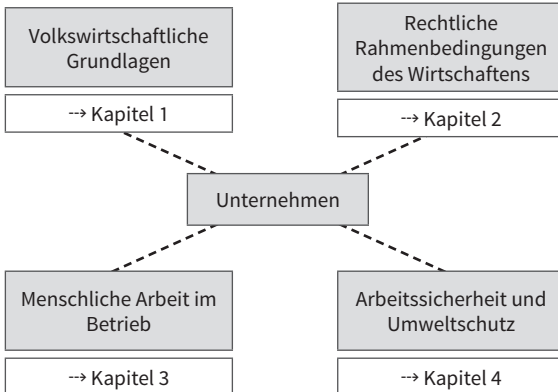 Volkswirtschaftliche
Grundlagen
⇢ Kapitel 1
Rechtliche
Rahmenbedingungen
des Wirtschaftens
⇢ Kapitel 2
Unternehmen
Menschliche Arbeit im
Betrieb
⇢ Kapitel 3
Arbeitssicherheit und
Umweltschutz
⇢ Kapitel 4